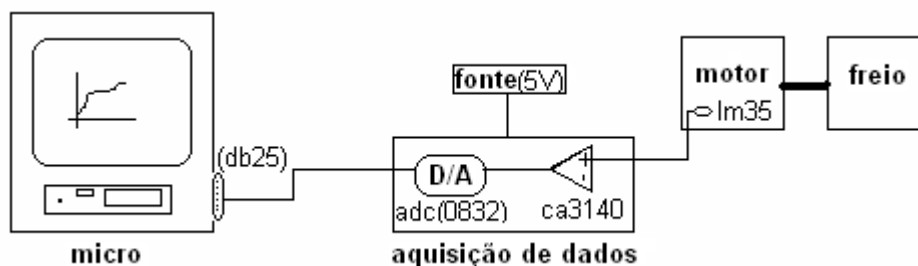 fonte(5V)
motor
freio
lm35
(db25)
D/A
+
-
adc(0832)
ca3140
micro
aquisição de dados